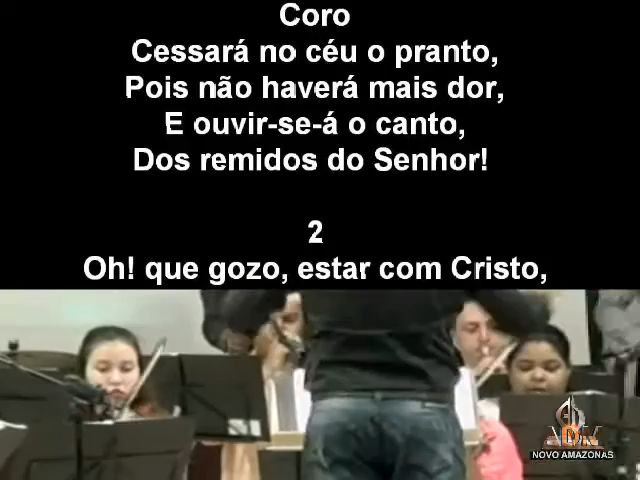 Coro
Cessará no céu o pranto,
Pois não haverá mais dor,
E ouvir-se-á o canto,
Dos remidos do Senhor!
2
Oh! que gozo, estar com Cristo,
NOVO AMAZONAS